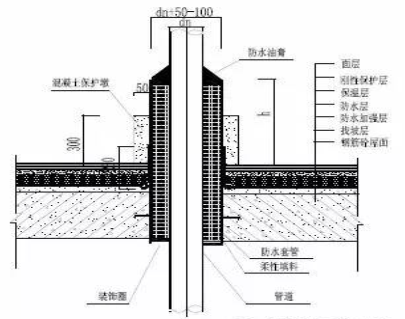 dn+50-100
dn
防水油膏
混凝土保护墩
50
300
h
面层
刚性保护层
保温层
防水层
防水加强层
找坡层
钢筋砼屋面
防水套管
柔性填料
装饰圈
管道